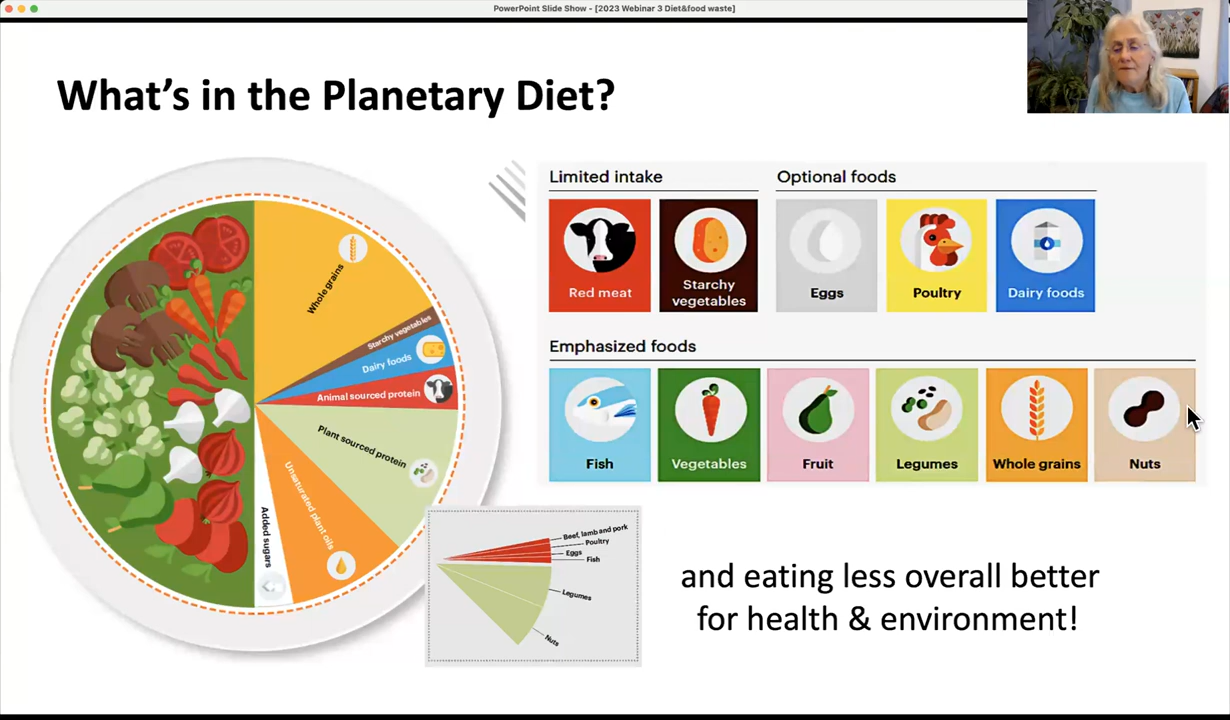 PowerPoint Slide Show - [2023 Webinar 3 Diet&food waste]
What's in the Planetary Diet?
Whole grains
Starchy vegetables
Dairy foods
Animal sourced protein
Plant sourced protein
Unsaturated plant oils
Added sugars
Limited intake
Optional foods
Red meat
Starchy
vegetables
Eggs
Poultry
Dairy foods
Emphasized foods
Fish
Vegetables
Fruit
Legumes
Whole grains
Nuts
Beef, lamb and pork
Poultry
Eggs
Fish
Legumes
Nuts
and eating less overall better
for health & environment!